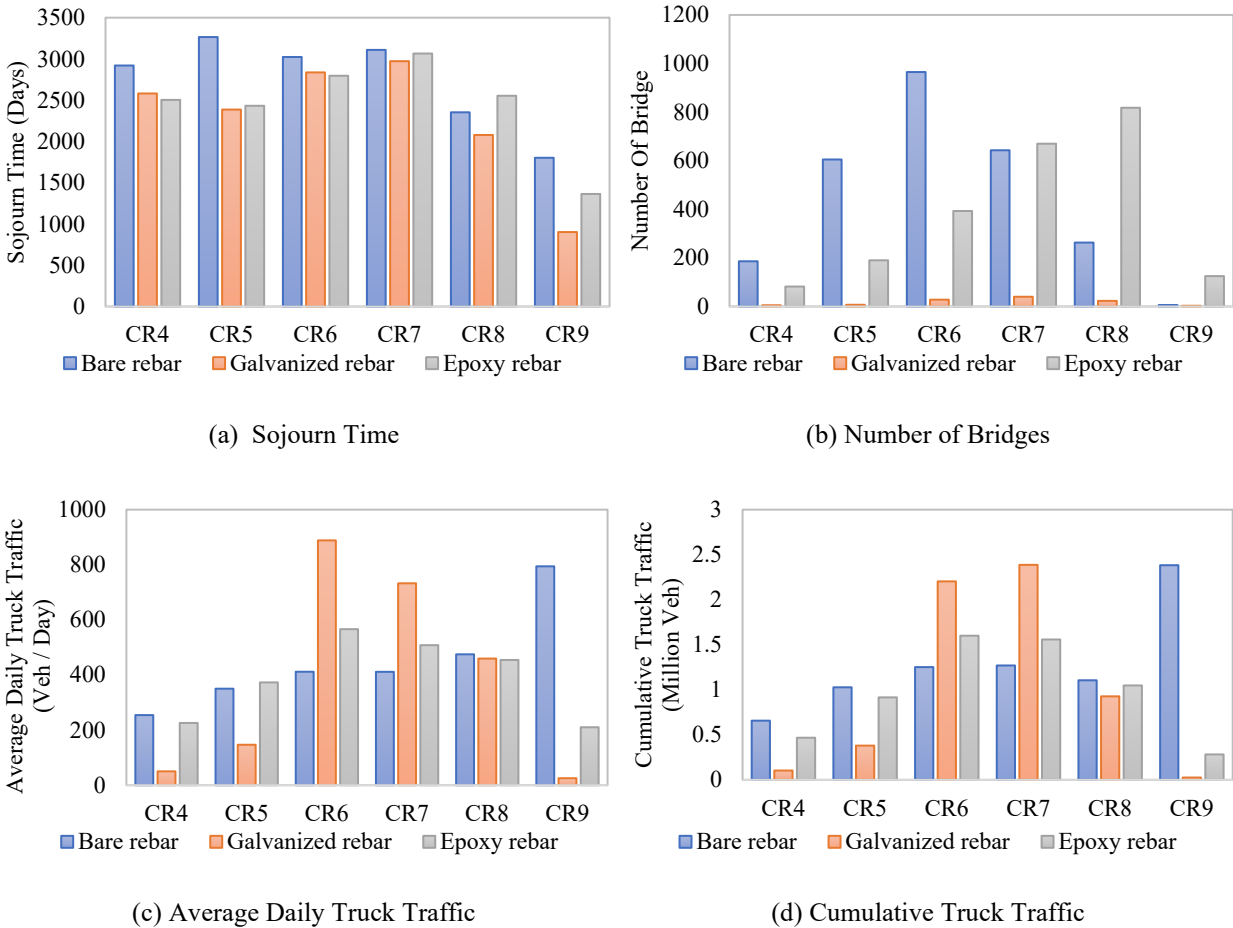 Sojourn Time (Days)
3500
3000
2500
2000
1500
1000
500
0
CR4 CR5 CR6 CR7 CR8 CR9
Bare rebar Galvanized rebar Epoxy rebar
(a) Sojourn Time
Number Of Bridge
1200
1000
800
600
400
200
0
CR4 CR5 CR6 CR7 CR8 CR9
Bare rebar Galvanized rebar Epoxy rebar
(b) Number of Bridges
Average Daily Truck Traffic
(Veh / Day)
1000
800
600
400
200
0
CR4 CR5 CR6 CR7 CR8 CR9
Bare rebar Galvanized rebar Epoxy rebar
(c) Average Daily Truck Traffic
Cumulative Truck Traffic
(Million Veh)
3
2.5
2
1.5
1
0.5
0
CR4 CR5 CR6 CR7 CR8 CR9
Bare rebar Galvanized rebar Epoxy rebar
(d) Cumulative Truck Traffic